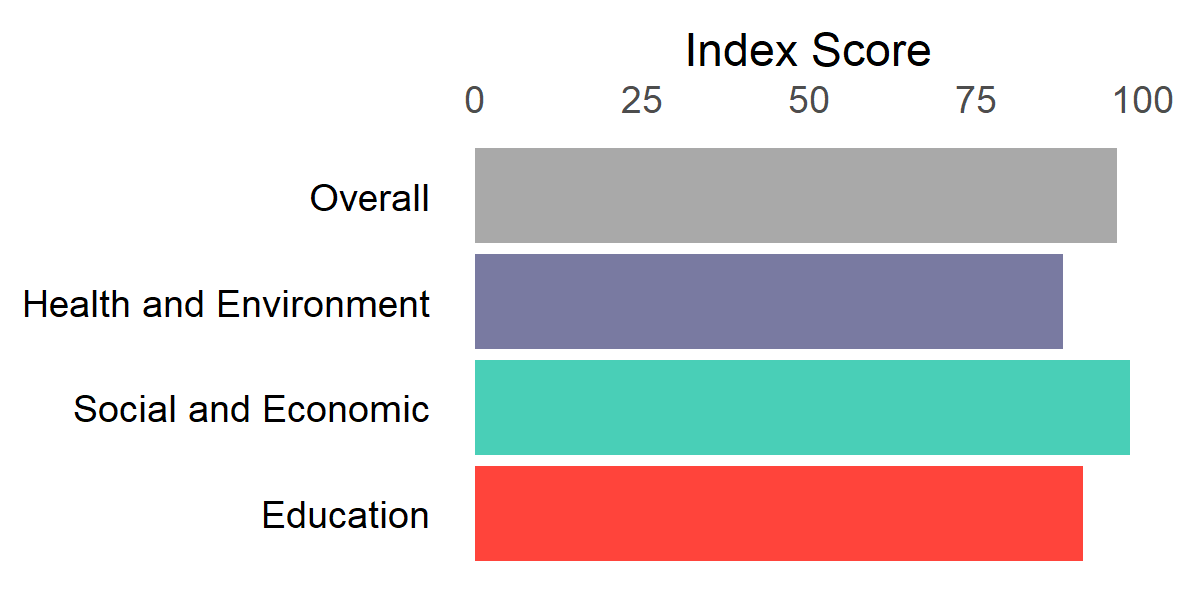 Index Score
0 25 50 75 100
Overall
Health and Environment
Social and Economic
Education